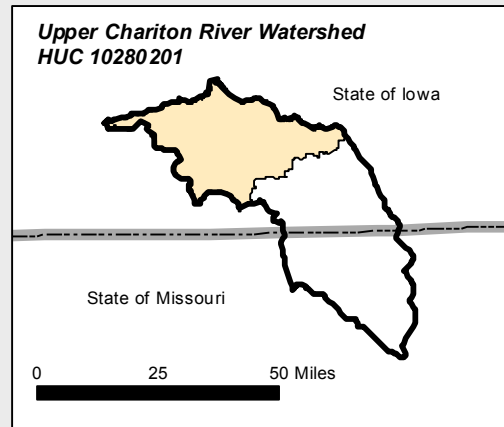 Upper Chariton River Watershed
HUC 10280201
State of Iowa
State of Missouri
0 25 50 Miles